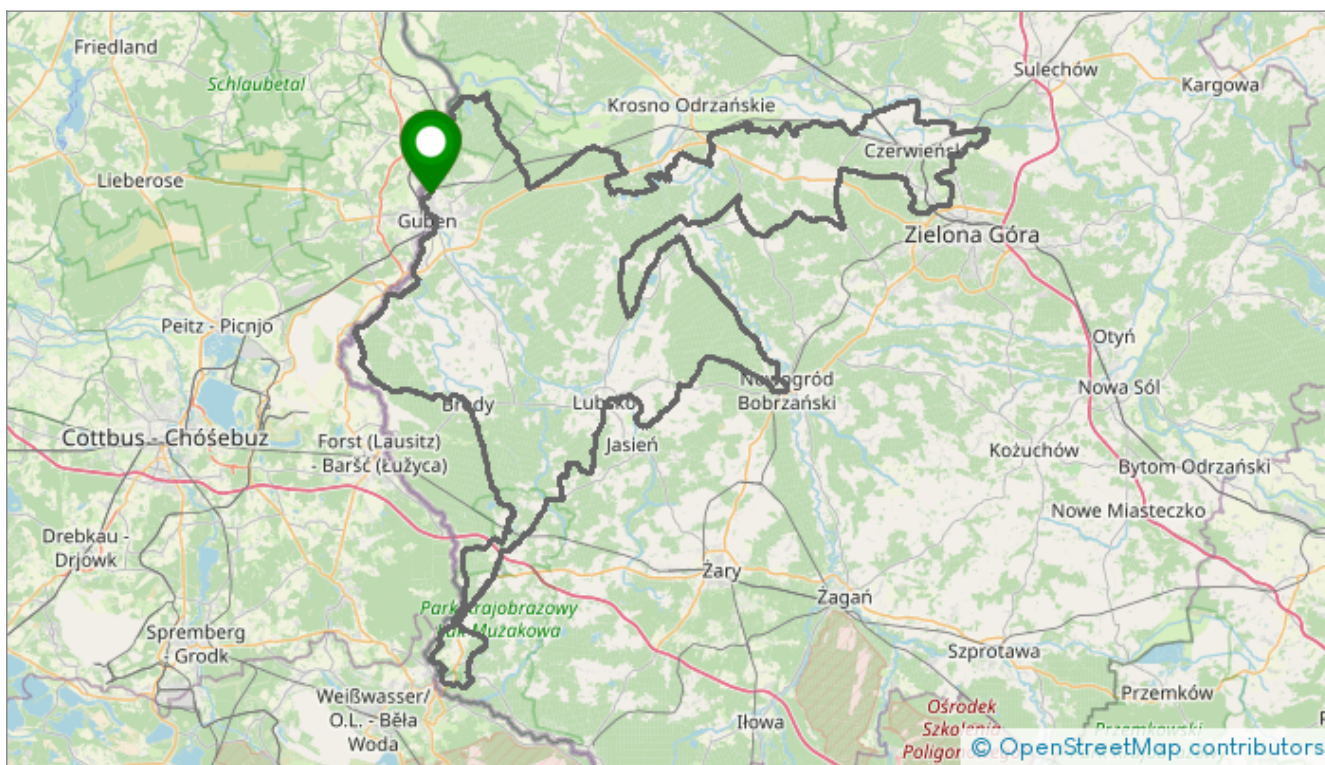 Friedland
Schlaubetal
Sulechów
Kargowa
Krosno Odrzańskie
Lieberose
Guben
Zielona Góra
Peitz - Picnjo
Otyń
Nowogród
Bobrzański
Nowa Sól
Brody
Lubsko
Cottbus - Chóśebuz
Forst (Lausitz)
- Baršć (Łužyca)
Jasień
Kożuchów
Bytom Odrzański
Nowe Miasteczko
Drebkau -
Drjowk
Żary
Żagań
Park Krajobrazowy
Łuk Mużakowa
Spremberg
- Grodk
Szprotawa
Weißwasser/
O.L. - Běła
Woda
Przemków
Iłowa
Ośrodek
Szkolenia
Przemkowski
© OpenStreetMap contributors